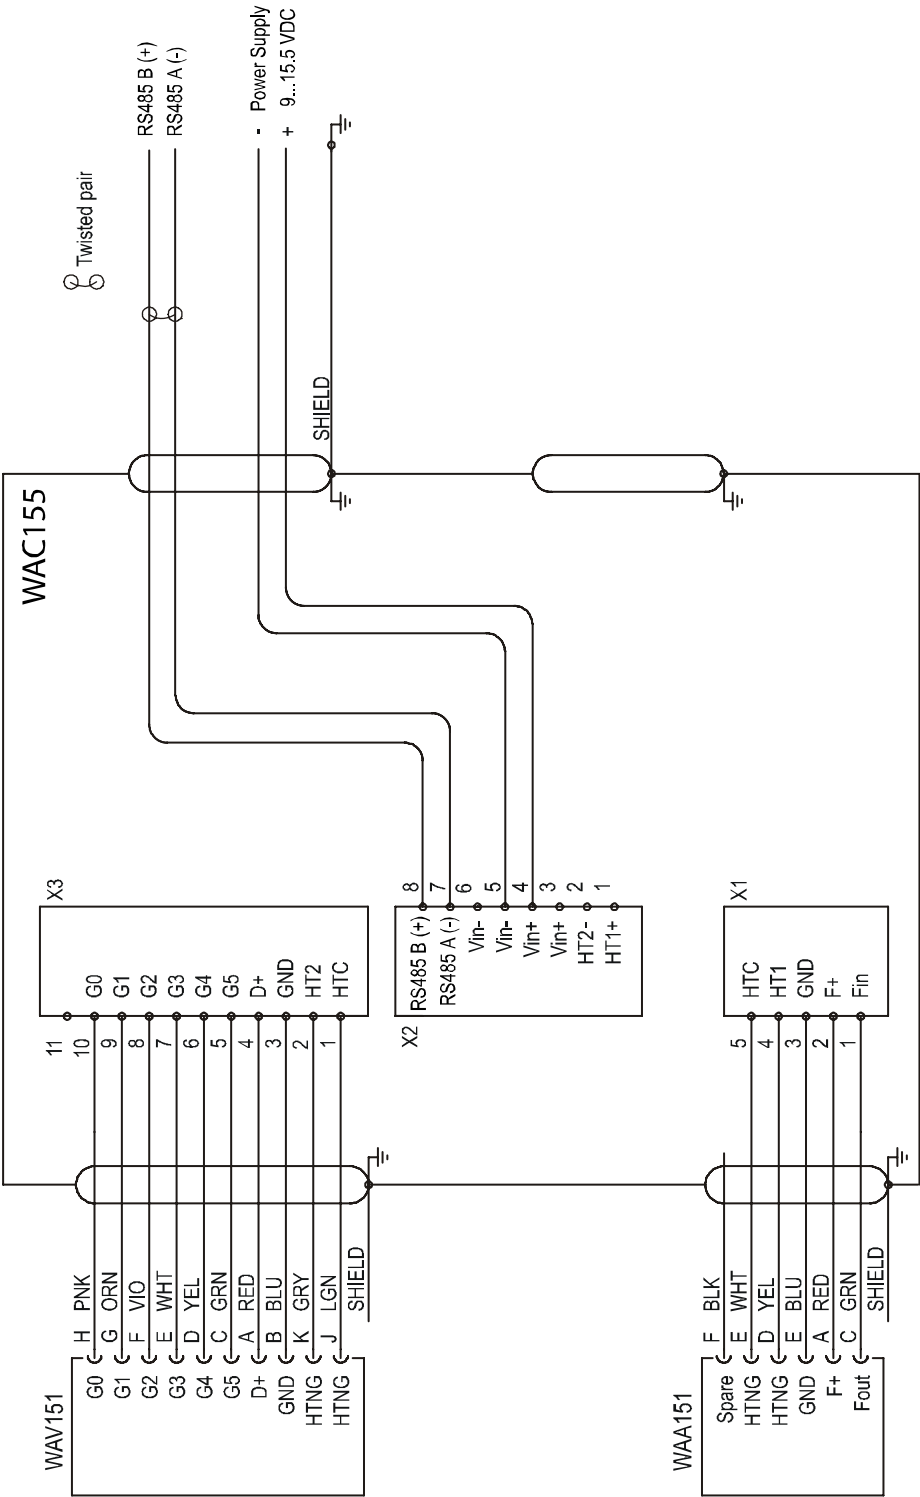 WAC155
RS485 B (+)
RS485 A (-)
- Power Supply
+ 9...15.5 VDC
Twisted pair
SHIELD
X3
11
10 G0
9 G1
8 G2
7 G3
6 G4
5 G5
4 D+
3 GND
2 HT2
1 HTC
X2
RS485 B (+) 8
RS485 A (-) 7
Vin- 6
Vin- 5
Vin+ 4
Vin+ 3
HT2- 2
HT1+ 1
X1
5 HTC
4 HT1
3 GND
2 F+
1 Fin
WAV151
G0 H PNK
G1 G ORN
G2 F VIO
G3 E WHT
G4 D YEL
G5 C GRN
D+ A RED
GND B BLU
HTNG K GRY
HTNG J LGN
SHIELD
WAA151
Spare F BLK
HTNG E WHT
HTNG D YEL
GND E BLU
F+ A RED
Fout C GRN
SHIELD